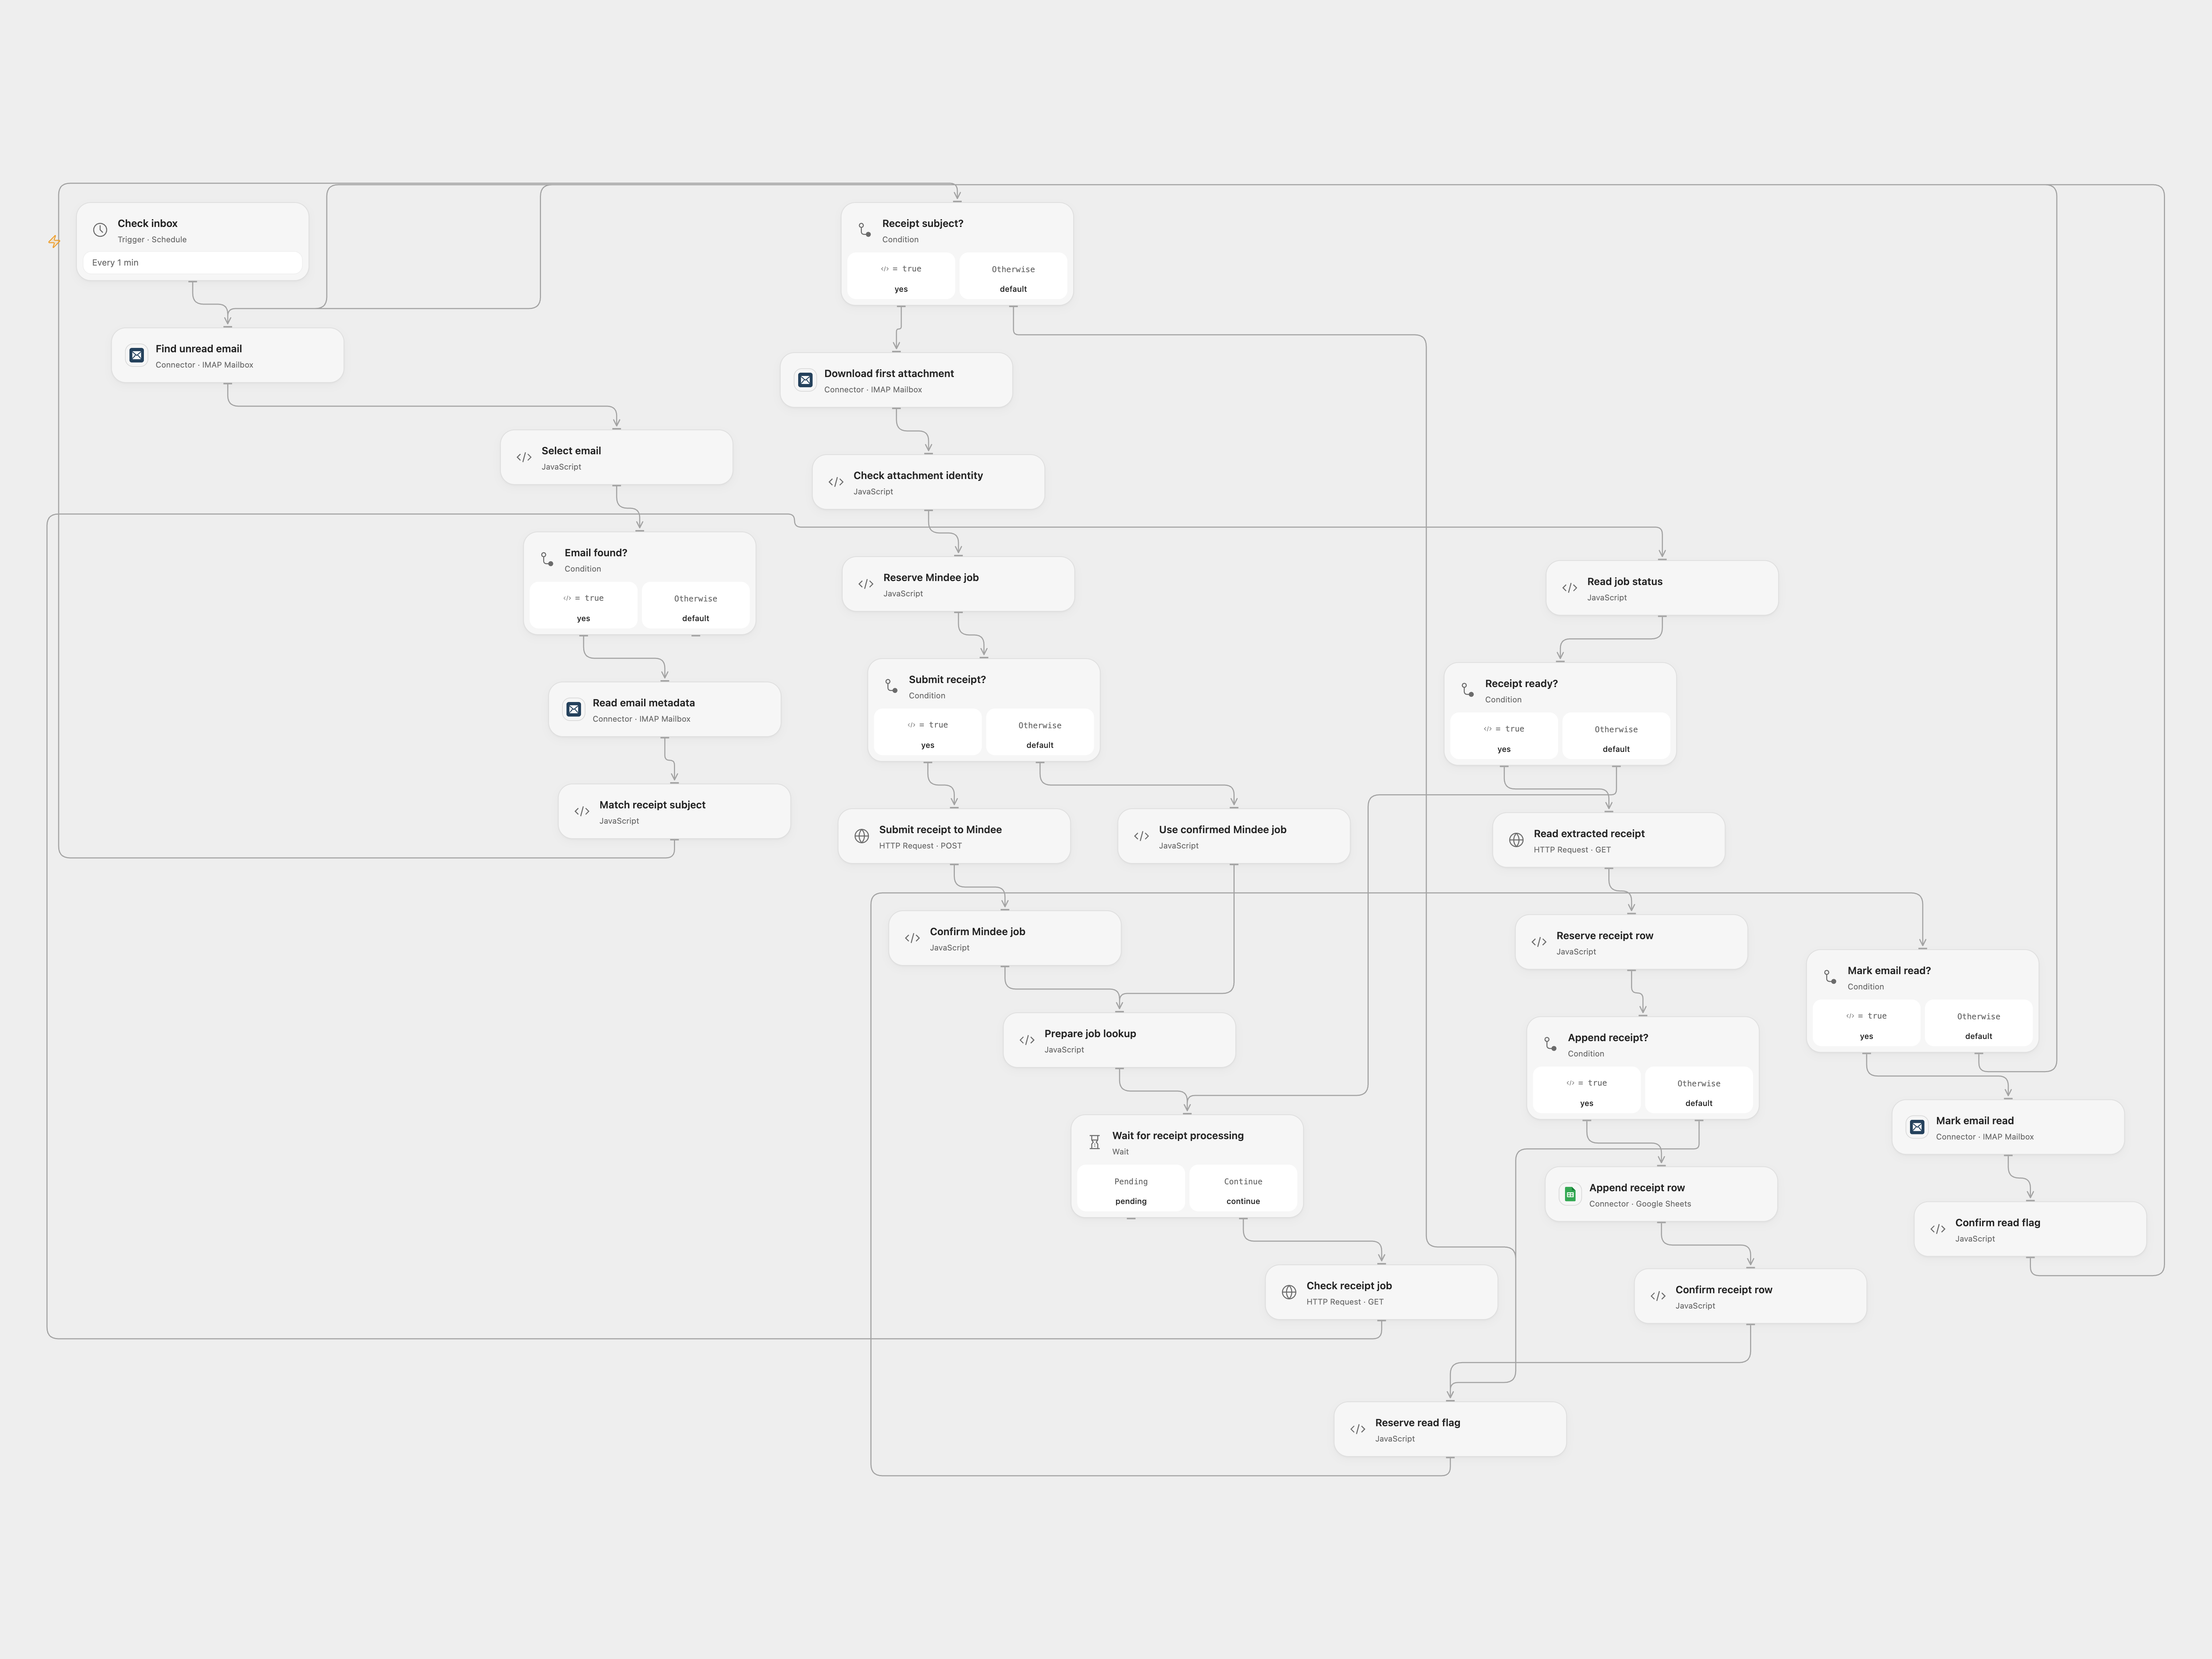 Check inbox
Trigger · Schedule
Every 1 min
Find unread email
Connector · IMAP Mailbox
Select email
JavaScript
Email found?
Condition
</> = true
Otherwise
yes
default
Read email metadata
Connector · IMAP Mailbox
Match receipt subject
JavaScript
Receipt subject?
Condition
</> = true
Otherwise
yes
default
Download first attachment
Connector · IMAP Mailbox
Check attachment identity
JavaScript
Reserve Mindee job
JavaScript
Submit receipt?
Condition
</> = true
Otherwise
yes
default
Submit receipt to Mindee
HTTP Request · POST
Use confirmed Mindee job
JavaScript
Confirm Mindee job
JavaScript
Prepare job lookup
JavaScript
Wait for receipt processing
Wait
Pending
Continue
pending
continue
Check receipt job
HTTP Request · GET
Read job status
JavaScript
Receipt ready?
Condition
</> = true
Otherwise
yes
default
Read extracted receipt
HTTP Request · GET
Reserve receipt row
JavaScript
Append receipt?
Condition
</> = true
Otherwise
yes
default
Append receipt row
Connector · Google Sheets
Confirm receipt row
JavaScript
Reserve read flag
JavaScript
Mark email read?
Condition
</> = true
Otherwise
yes
default
Mark email read
Connector · IMAP Mailbox
Confirm read flag
JavaScript